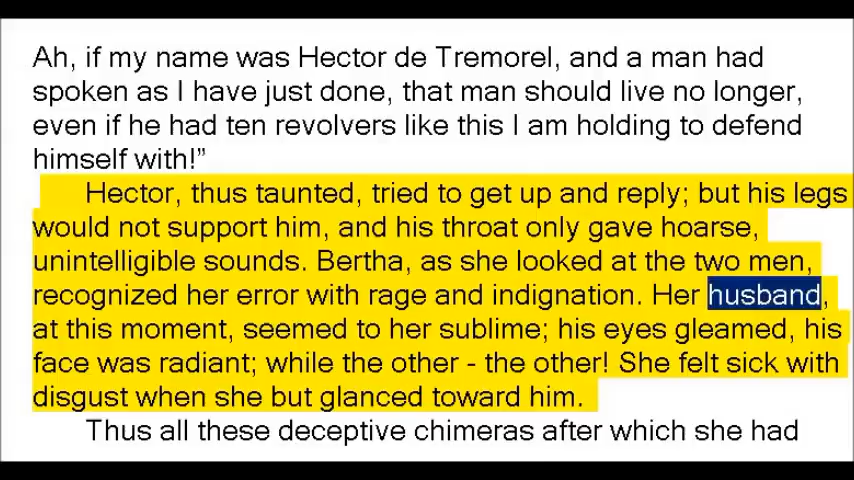 Ah, if my name was Hector de Tremorel, and a man had
spoken as I have just done, that man should live no longer,
even if he had ten revolvers like this I am holding to defend
himself with!”
Hector, thus taunted, tried to get up and reply; but his legs
would not support him, and his throat only gave hoarse,
unintelligible sounds. Bertha, as she looked at the two men,
recognized her error with rage and indignation. Her husband,
at this moment, seemed to her sublime; his eyes gleamed, his
face was radiant; while the other - the other! She felt sick with
disgust when she but glanced toward him.
Thus all these deceptive chimeras after which she had